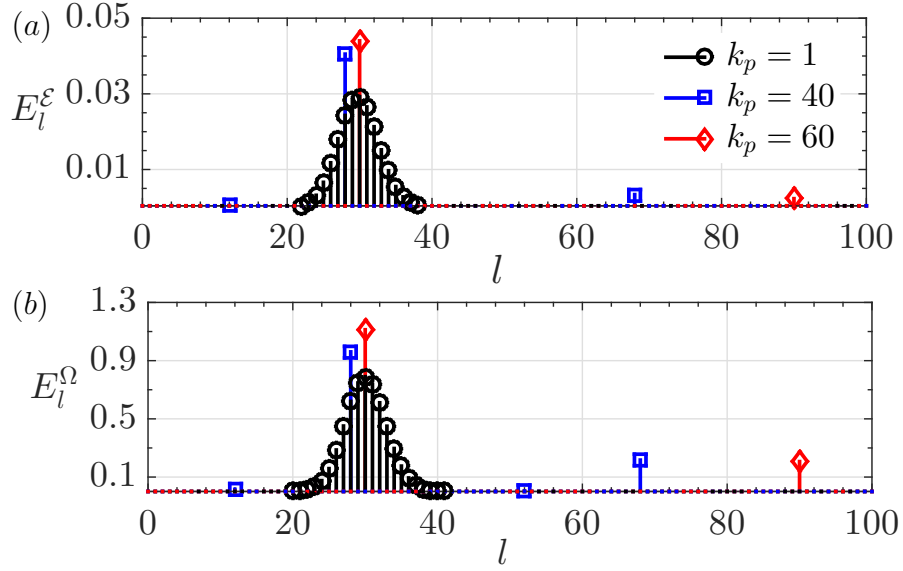 (a)
0.05
0.03
0.01
E_l^ℰ
k_p = 1
k_p = 40
k_p = 60
0 20 40 60 80 100
l
(b)
1.3
0.9
0.5
0.1
E_l^Ω
0 20 40 60 80 100
l